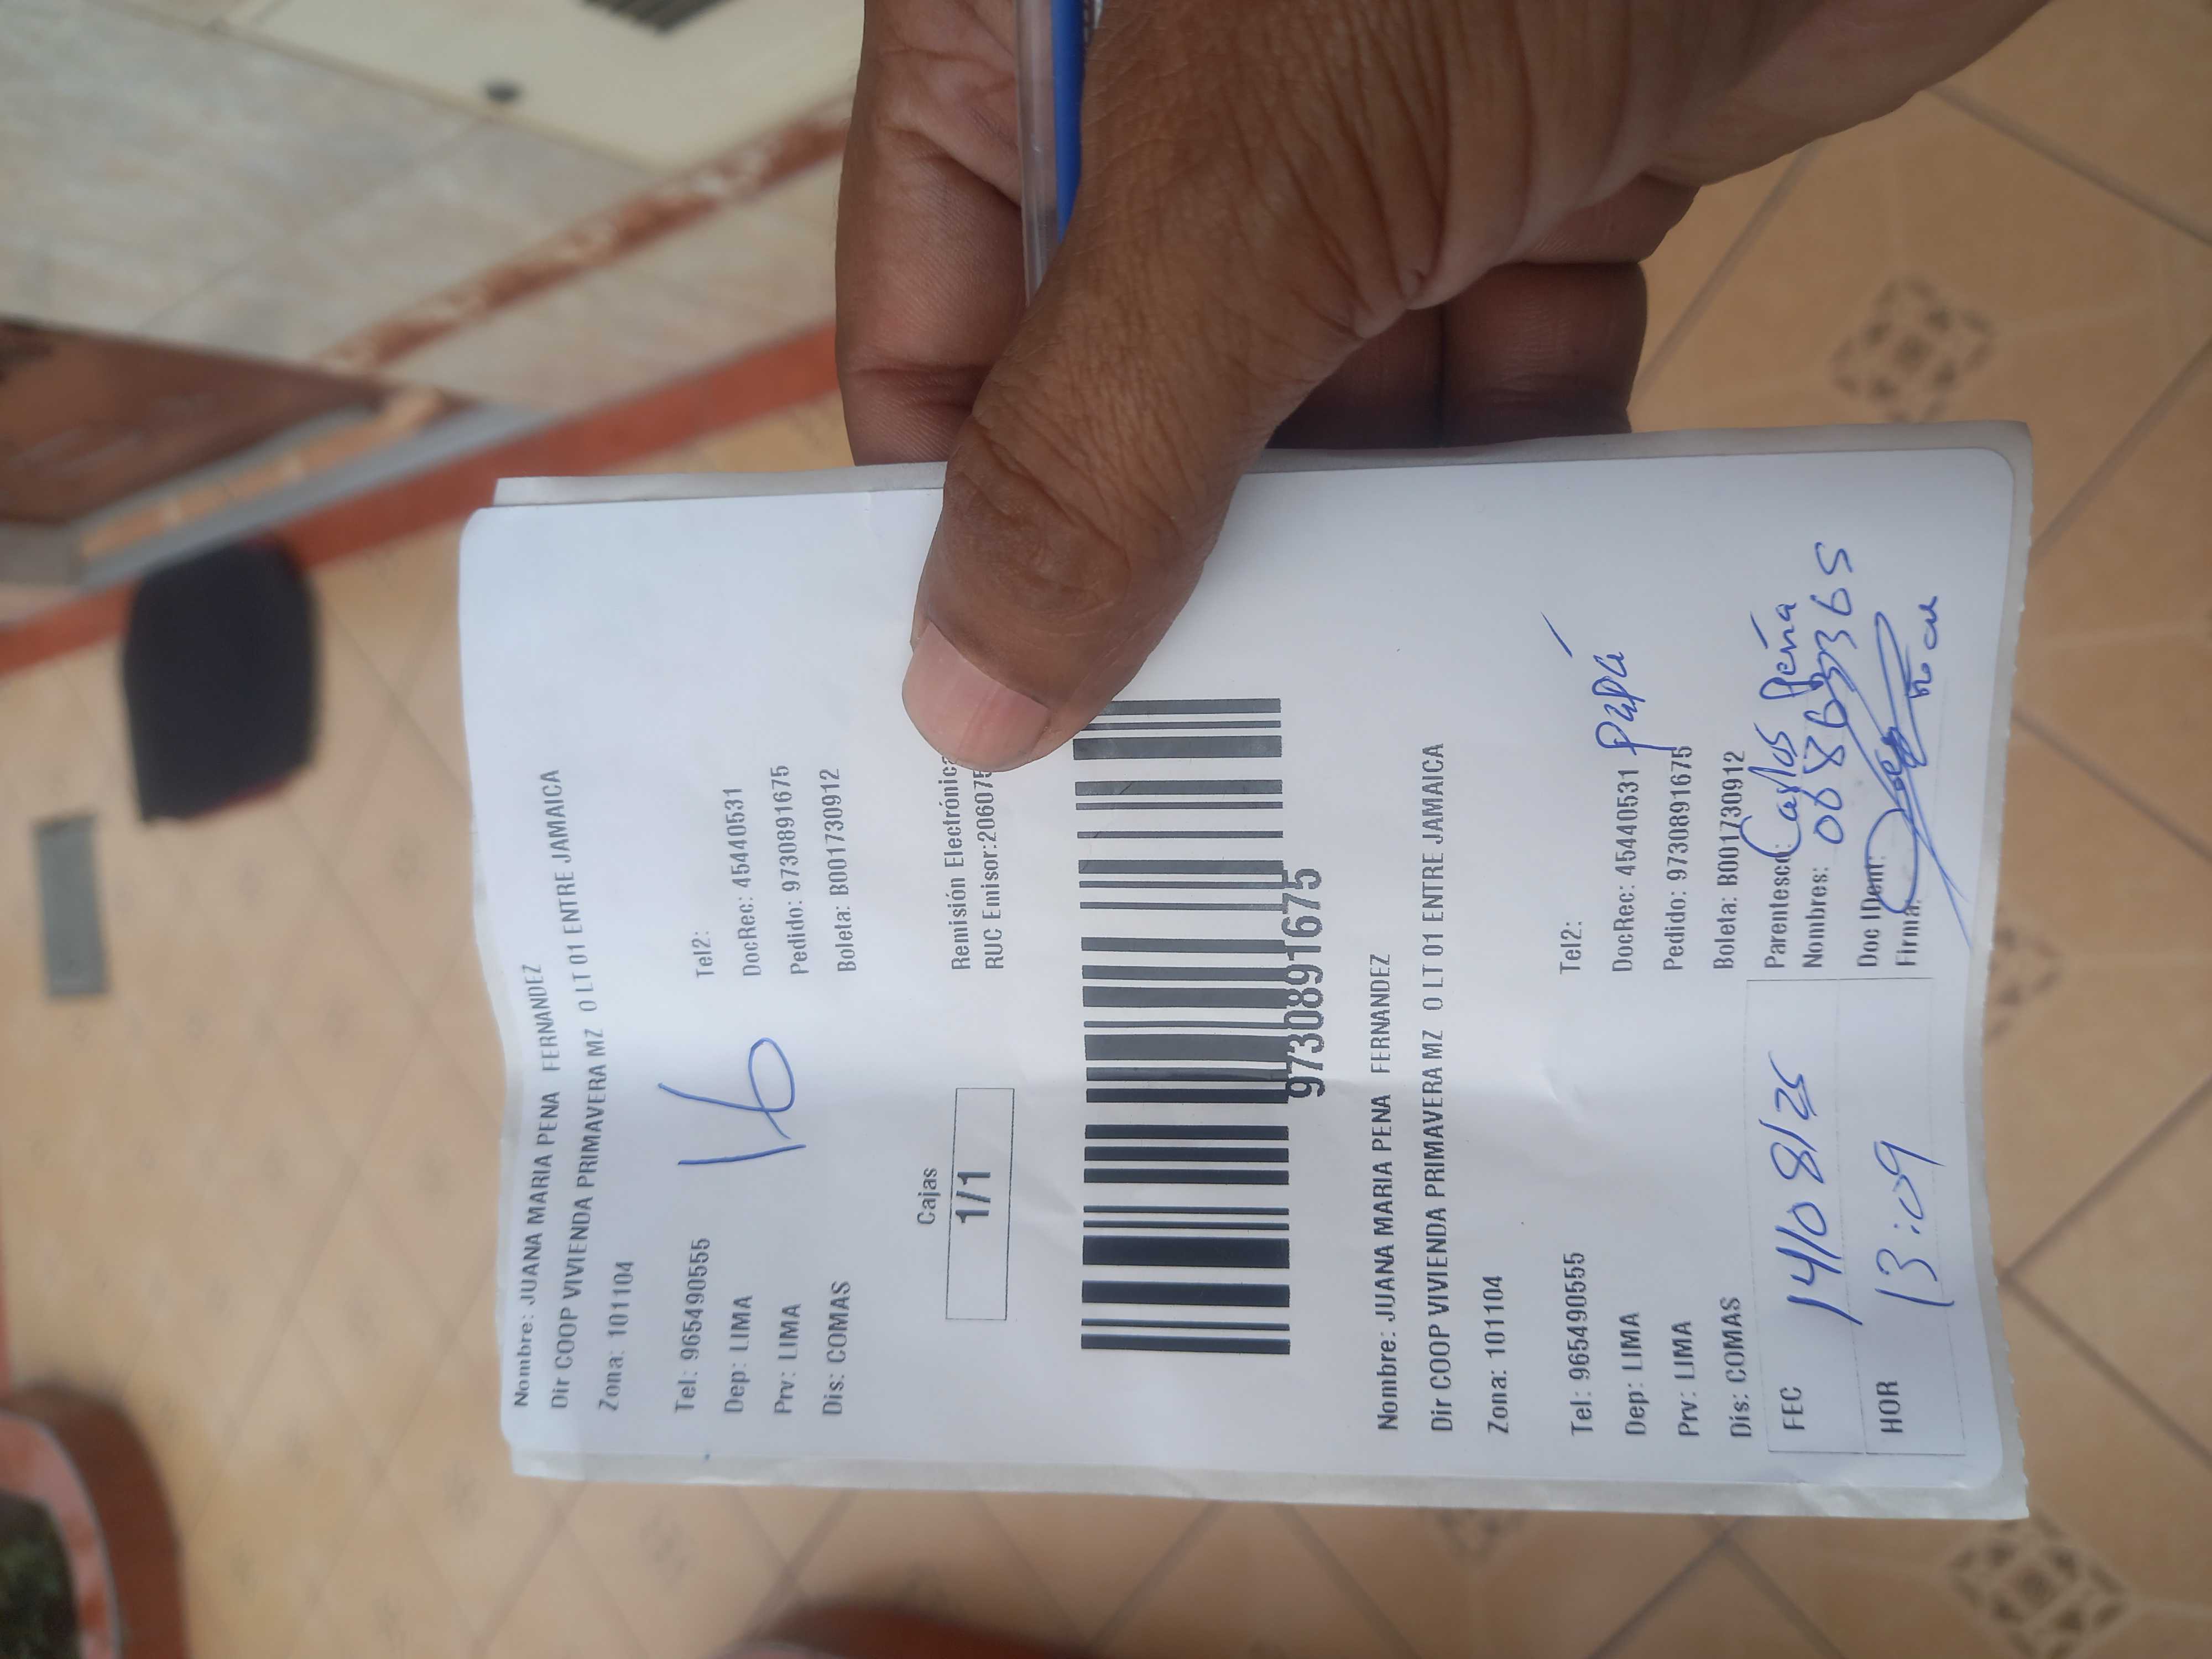 Nombre: JUANA MARIA PENA FERNANDEZ
Dir COOP VIVIENDA PRIMAVERA MZ O LT 01 ENTRE JAMAICA
Zona: 101104
Tel: 965490555 Tel2:
Dep: LIMA DocRec: 45440531
Prv: LIMA Pedido: 9730891675
Dis: COMAS Boleta: B001730912
16
Cajas
1/1
Remisión Electrónica
RUC Emisor:206075
9730891675
Nombre: JUANA MARIA PENA FERNANDEZ
Dir COOP VIVIENDA PRIMAVERA MZ O LT 01 ENTRE JAMAICA
Zona: 101104
Tel: 965490555 Tel2:
Dep: LIMA DocRec: 45440531
Prv: LIMA Pedido: 9730891675
Dis: COMAS Boleta: B001730912
papá
FEC 14/08/25
HOR 13:09
Parentesco: Carlos Peña
Nombres:
Doc IDem:
Firma: